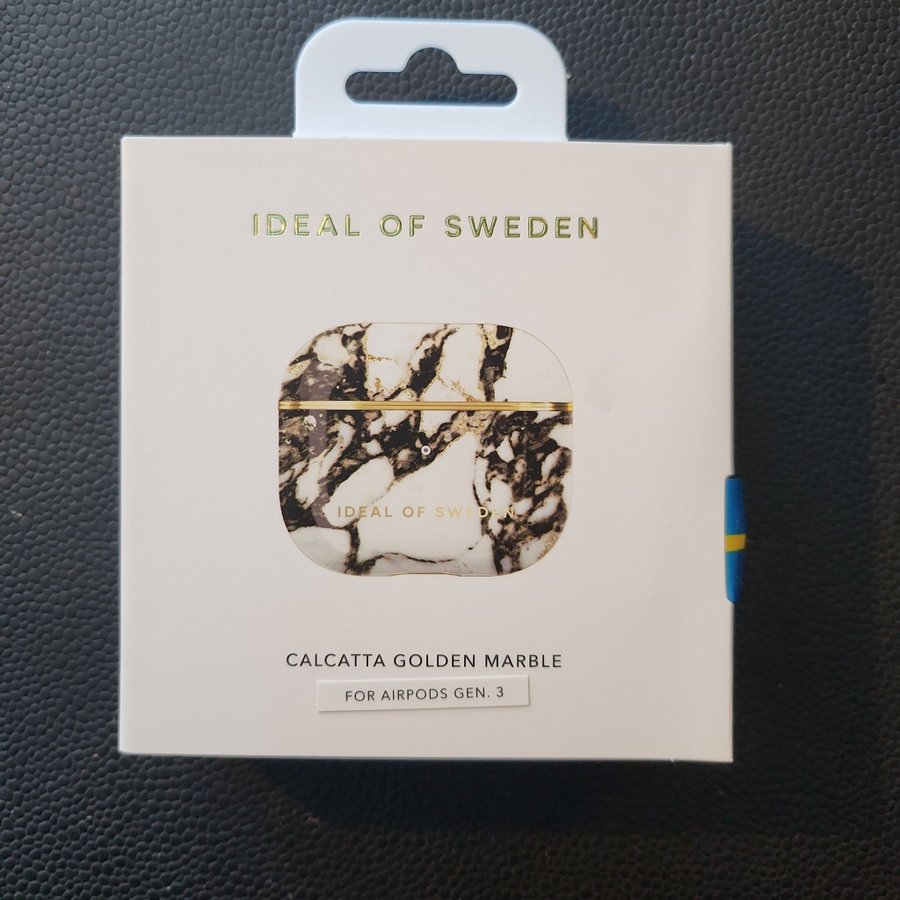 IDEAL OF SWEDEN
IDEAL OF SWEDEN
CALCATTA GOLDEN MARBLE
FOR AIRPODS GEN. 3